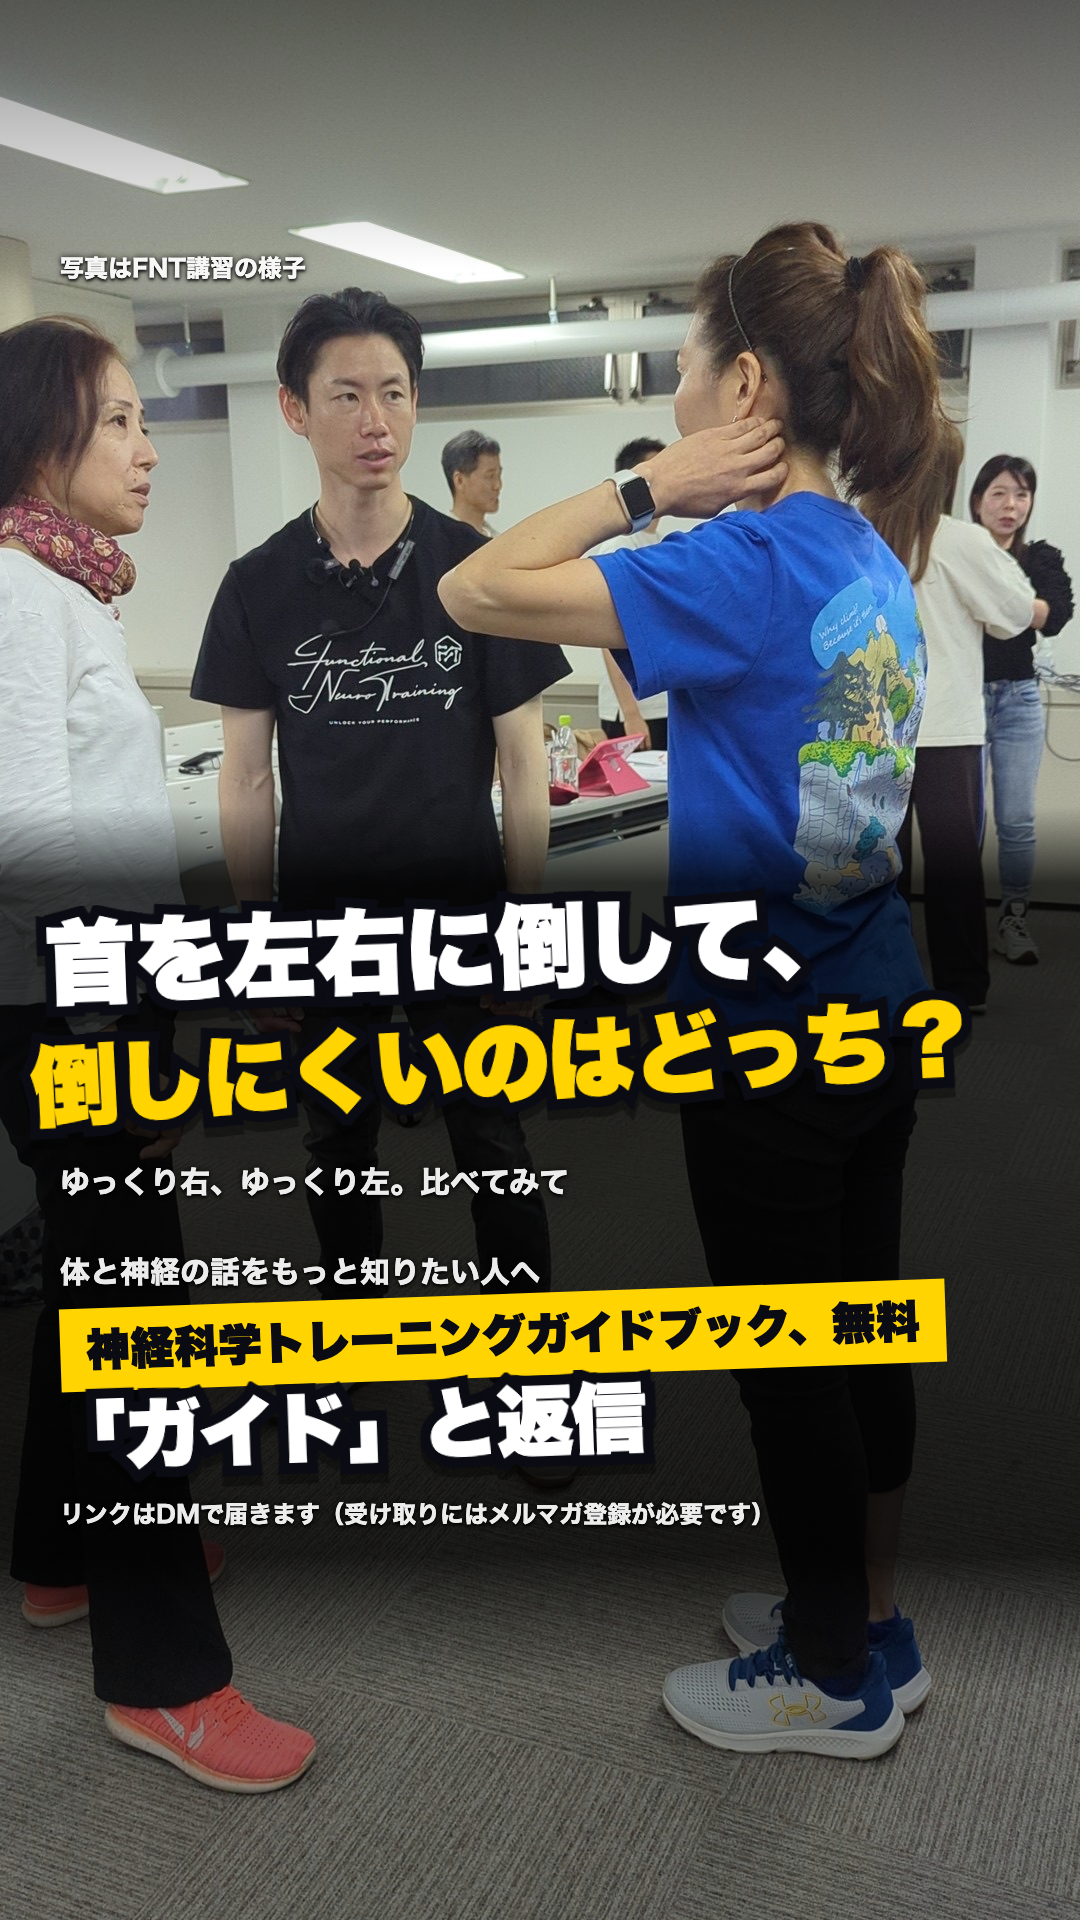 写真はFNT講習の様子
Functional
Neuro Training
UNLOCK YOUR PERFORMANCE
Why climb?
Because it's there.
首を左右に倒して、
倒しにくいのはどっち？
ゆっくり右、ゆっくり左。比べてみて
体と神経の話をもっと知りたい人へ
神経科学トレーニングガイドブック、無料
「ガイド」と返信
リンクはDMで届きます（受け取りにはメルマガ登録が必要です）